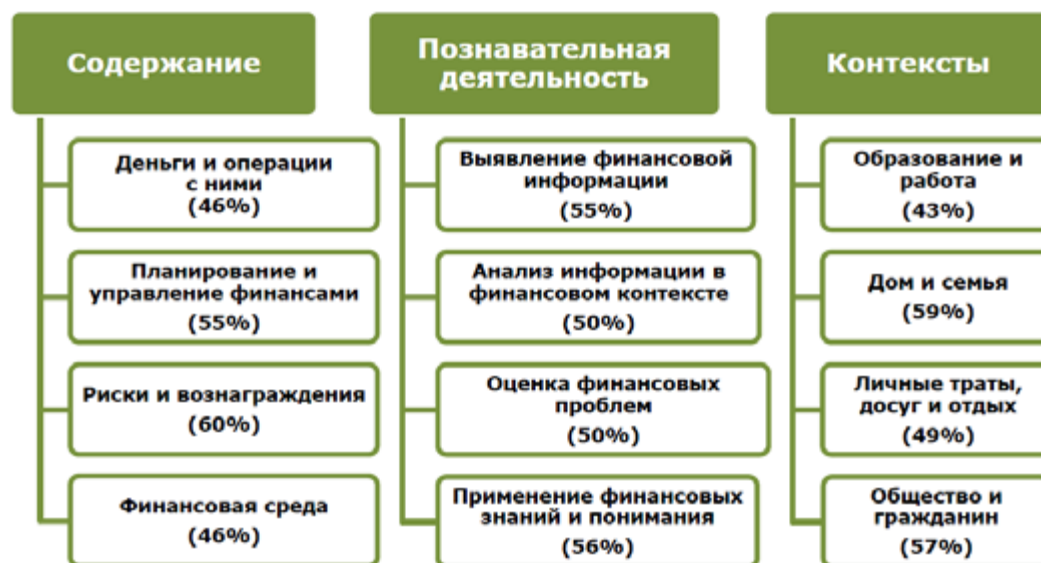 Содержание
Деньги и операции
с ними
(46%)
Планирование и
управление финансами
(55%)
Риски и вознаграждения
(60%)
Финансовая среда
(46%)
Познавательная
деятельность
Выявление финансовой
информации
(55%)
Анализ информации в
финансовом контексте
(50%)
Оценка финансовых
проблем
(50%)
Применение финансовых
знаний и понимания
(56%)
Контексты
Образование и
работа
(43%)
Дом и семья
(59%)
Личные траты,
досуг и отдых
(49%)
Общество и
гражданин
(57%)